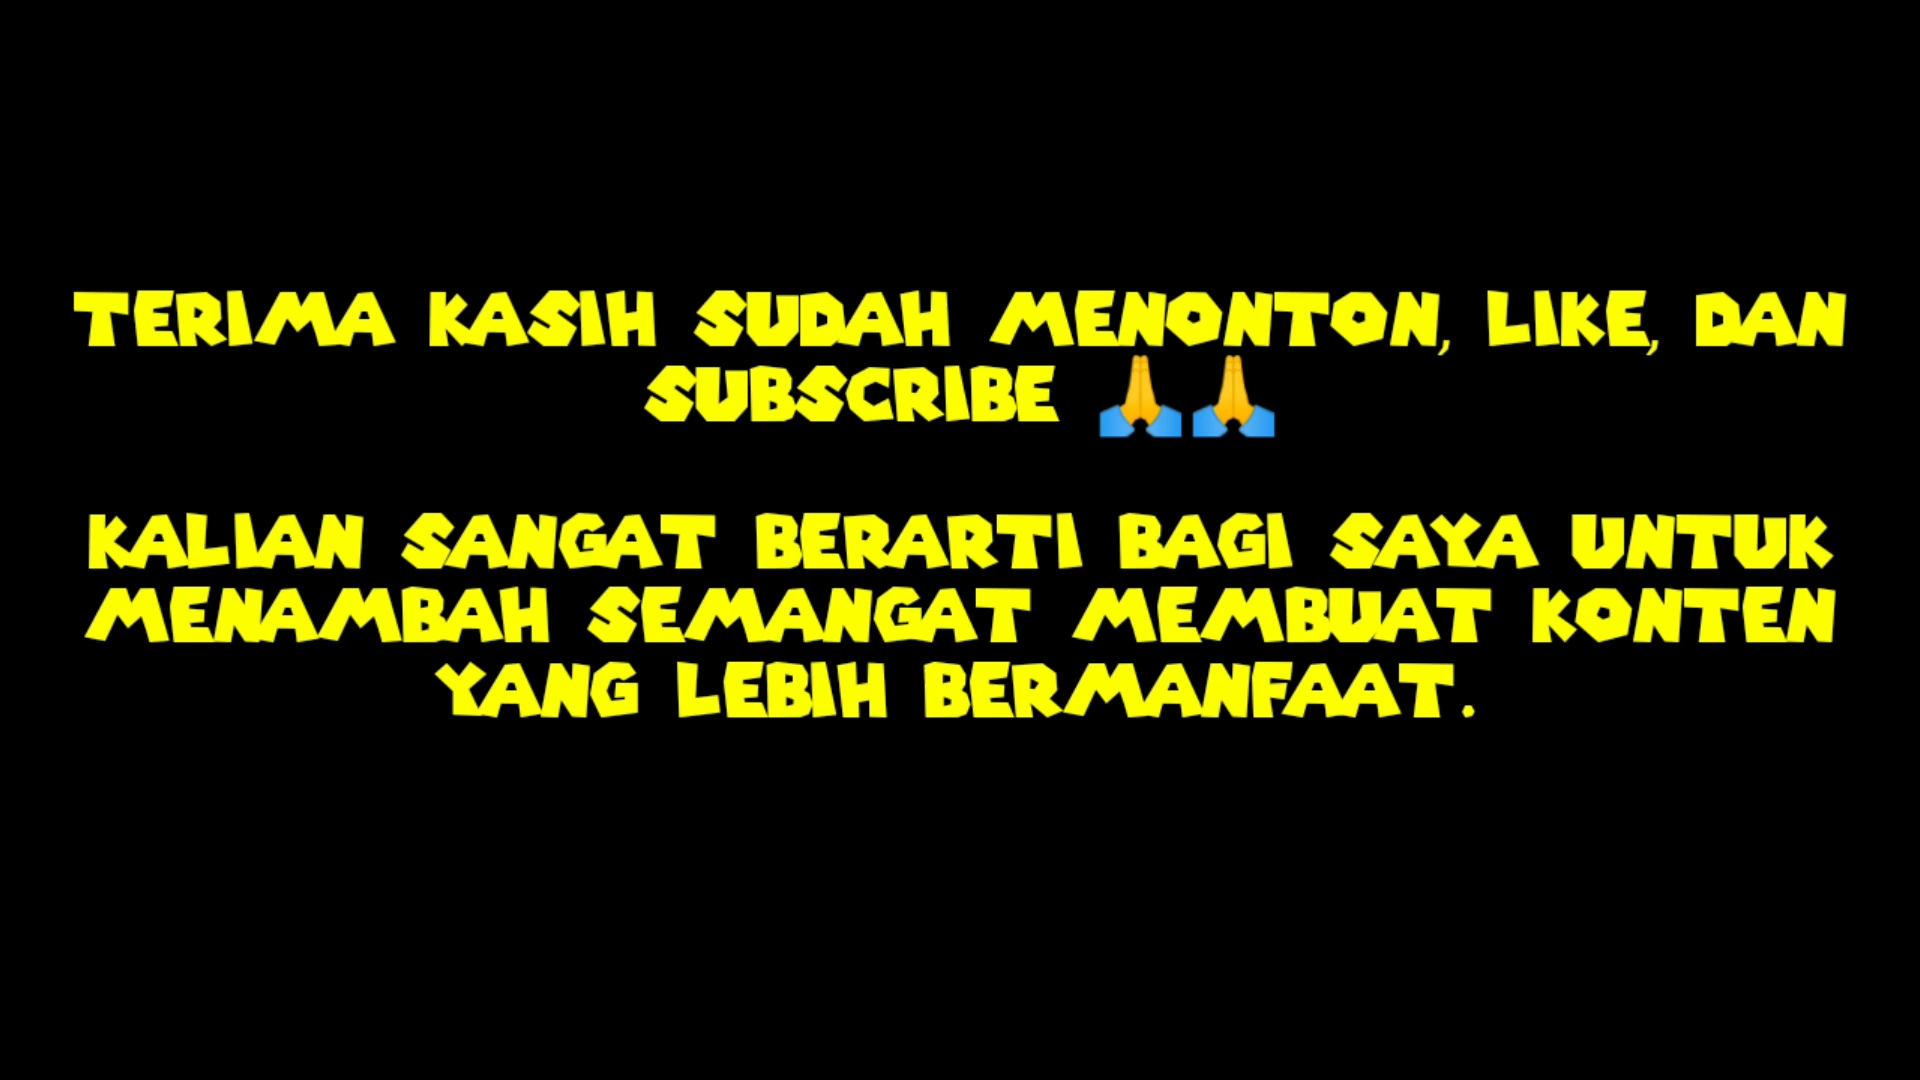 TERIMA KASIH SUDAH MENONTON, LIKE, DAN
SUBSCRIBE 🙏🙏
KALIAN SANGAT BERARTI BAGI SAYA UNTUK
MENAMBAH SEMANGAT MEMBUAT KONTEN
YANG LEBIH BERMANFAAT.